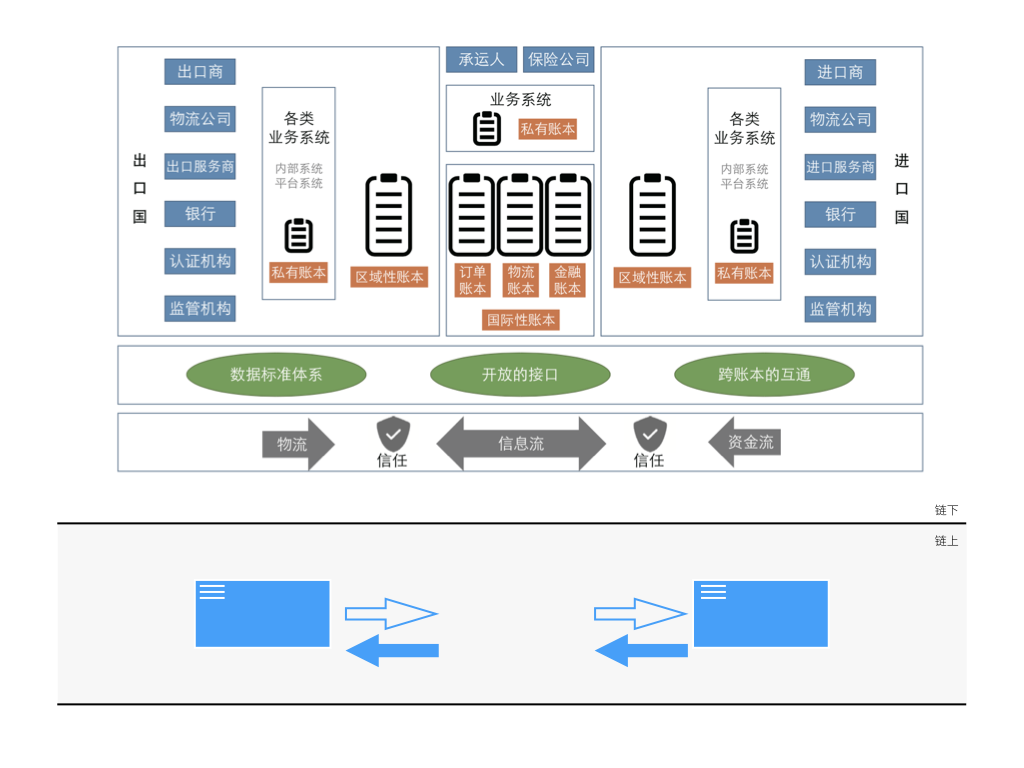 出
口
国
出口商
物流公司
出口服务商
银行
认证机构
监管机构
各类
业务系统
内部系统
平台系统
私有账本
区域性账本
承运人
保险公司
业务系统
私有账本
订单
账本
物流
账本
金融
账本
国际性账本
区域性账本
各类
业务系统
内部系统
平台系统
私有账本
进口商
物流公司
进口服务商
银行
认证机构
监管机构
进
口
国
数据标准体系
开放的接口
跨账本的互通
物流
信任
信息流
信任
资金流
链下
链上